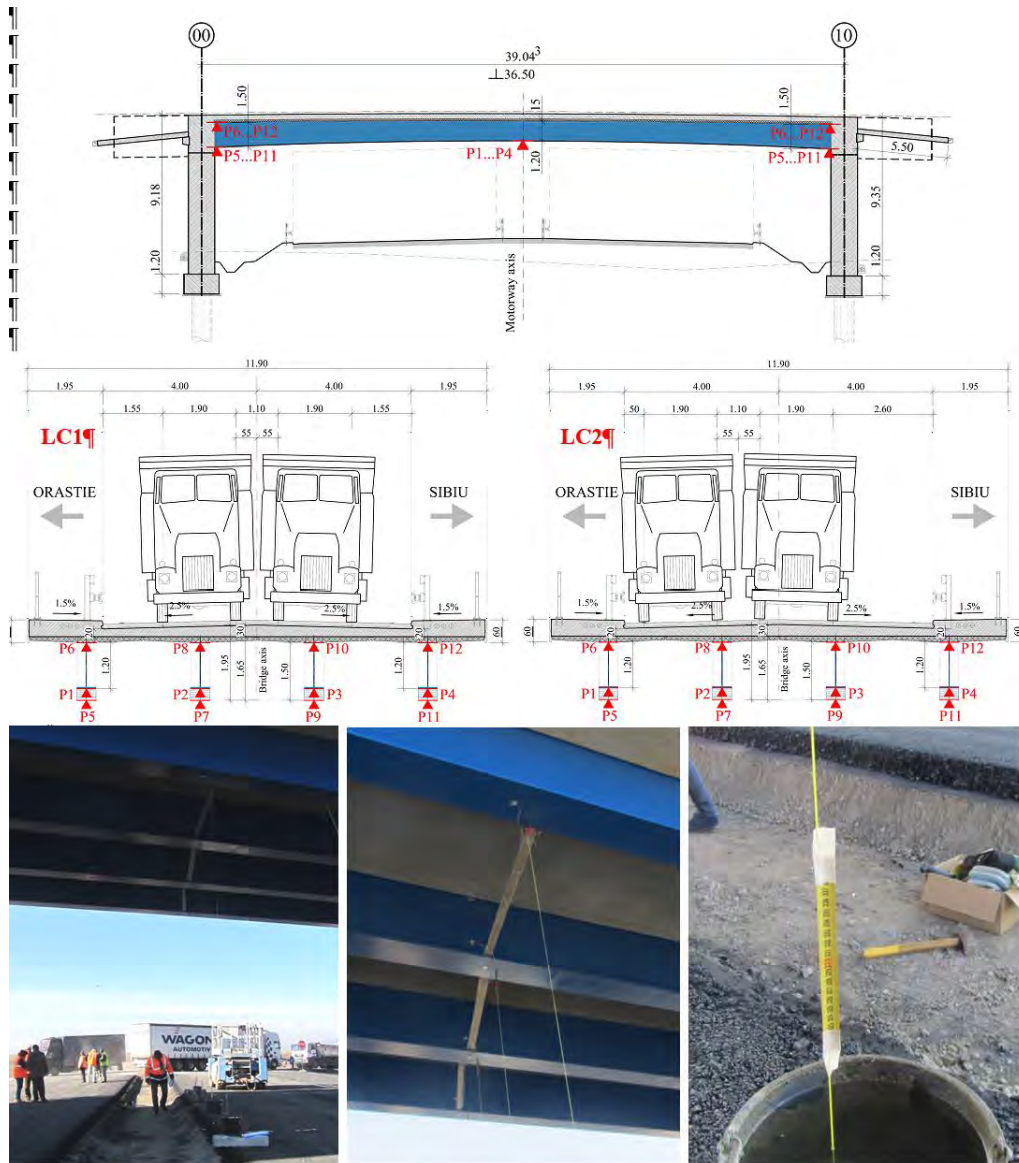 00
10
39.04³
⊥36.50
1.50
15
1.50
P6...P12
P6...P12
P5...P11
P1...P4
P5...P11
1.20
5.50
9.18
9.35
1.20
1.20
Motorway axis
11.90
1.95
4.00
4.00
1.95
1.55
1.90
1.10
1.90
1.55
55
55
LC1¶
ORASTIE
SIBIU
1.5%
2.5%
2.5%
1.5%
20
30
20
60
P6
P8
P10
P12
1.20
1.95
1.65
Bridge axis
1.50
1.20
P1
P2
P3
P4
P5
P7
P9
P11
11.90
1.95
4.00
4.00
1.95
50
1.90
1.10
1.90
2.60
55
55
LC2¶
ORASTIE
SIBIU
1.5%
2.5%
2.5%
1.5%
60
20
30
20
60
P6
P8
P10
P12
1.20
1.95
1.65
Bridge axis
1.50
1.20
P1
P2
P3
P4
P5
P7
P9
P11
WAGON
AUTOMOTIVE